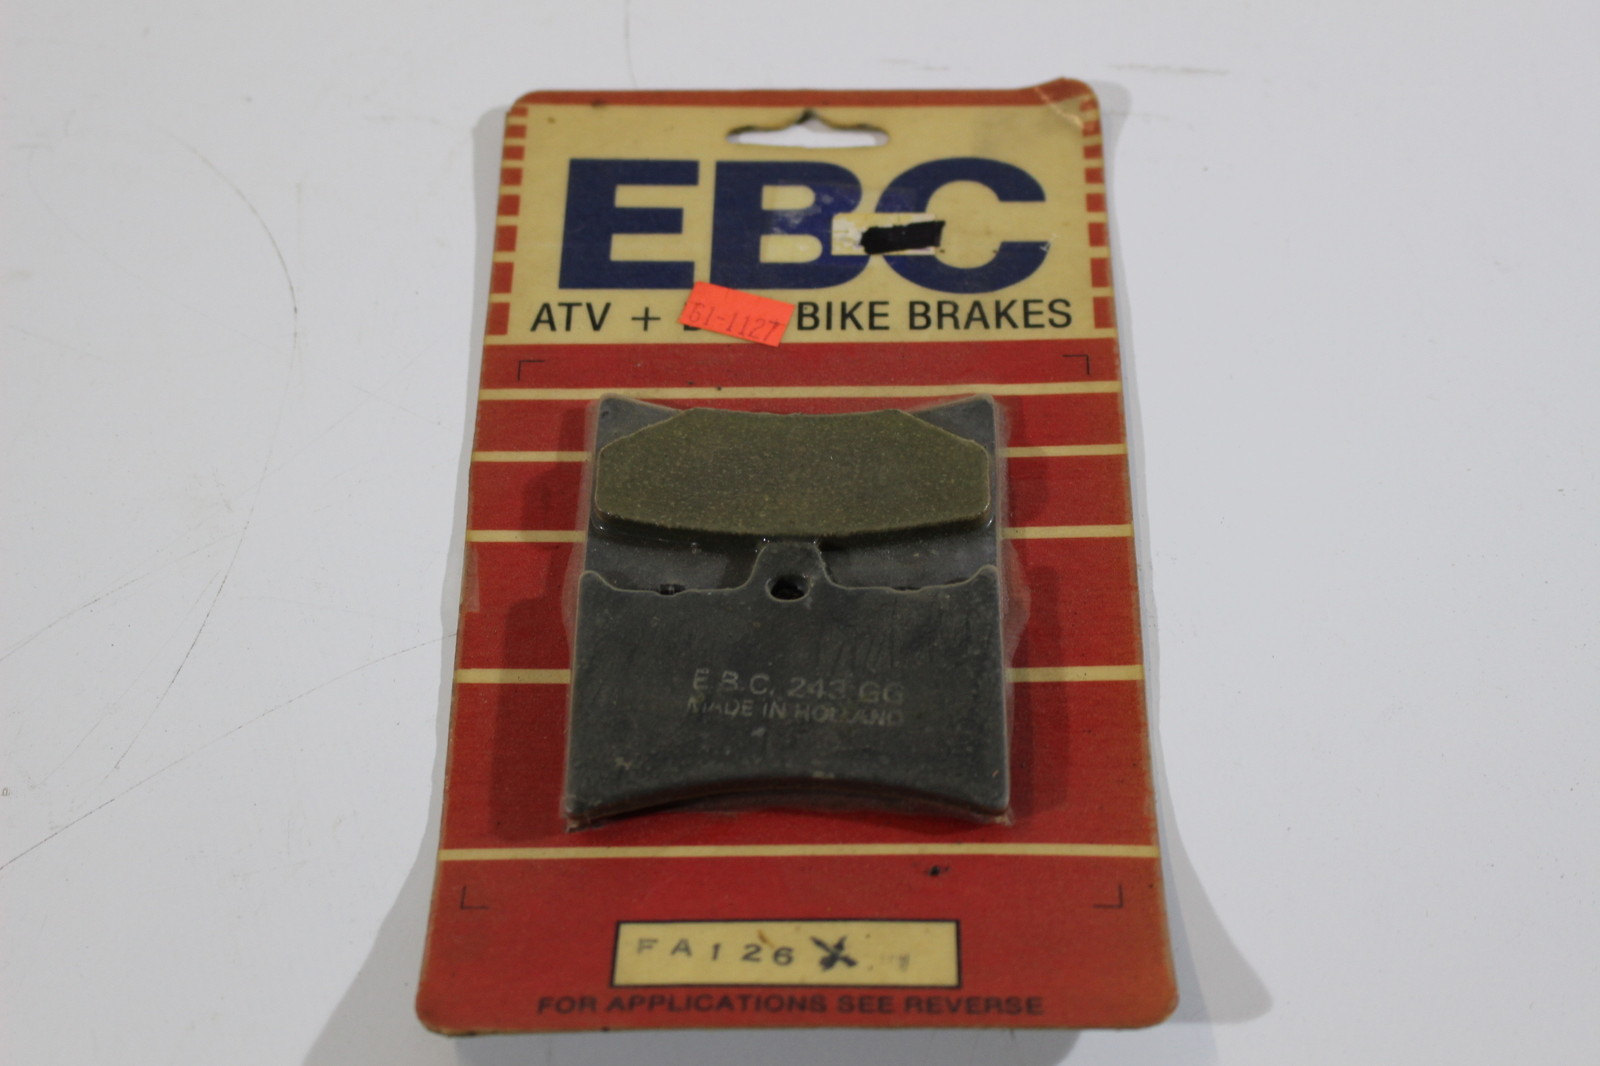 EBC
ATV + BIKE BRAKES
61-1127
E.B.C. 243 GG
MADE IN HOLLAND
FA126 X
FOR APPLICATIONS SEE REVERSE